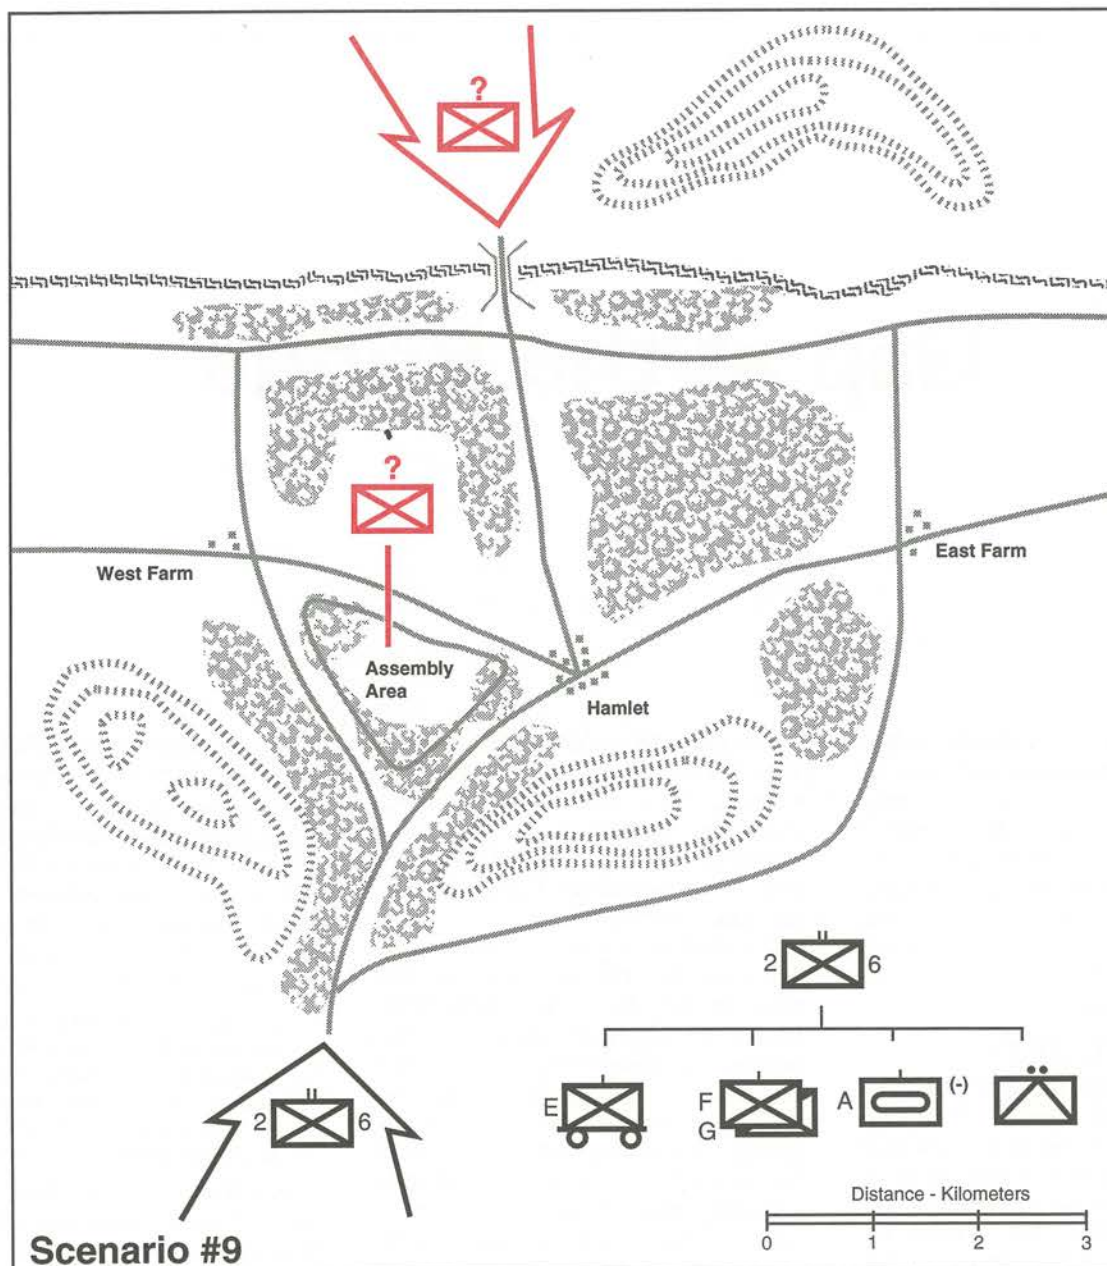 ?
?
West Farm
East Farm
Assembly
Area
Hamlet
2 6
E
F
G
A
(-)
2 6
Distance - Kilometers
0 1 2 3
Scenario #9